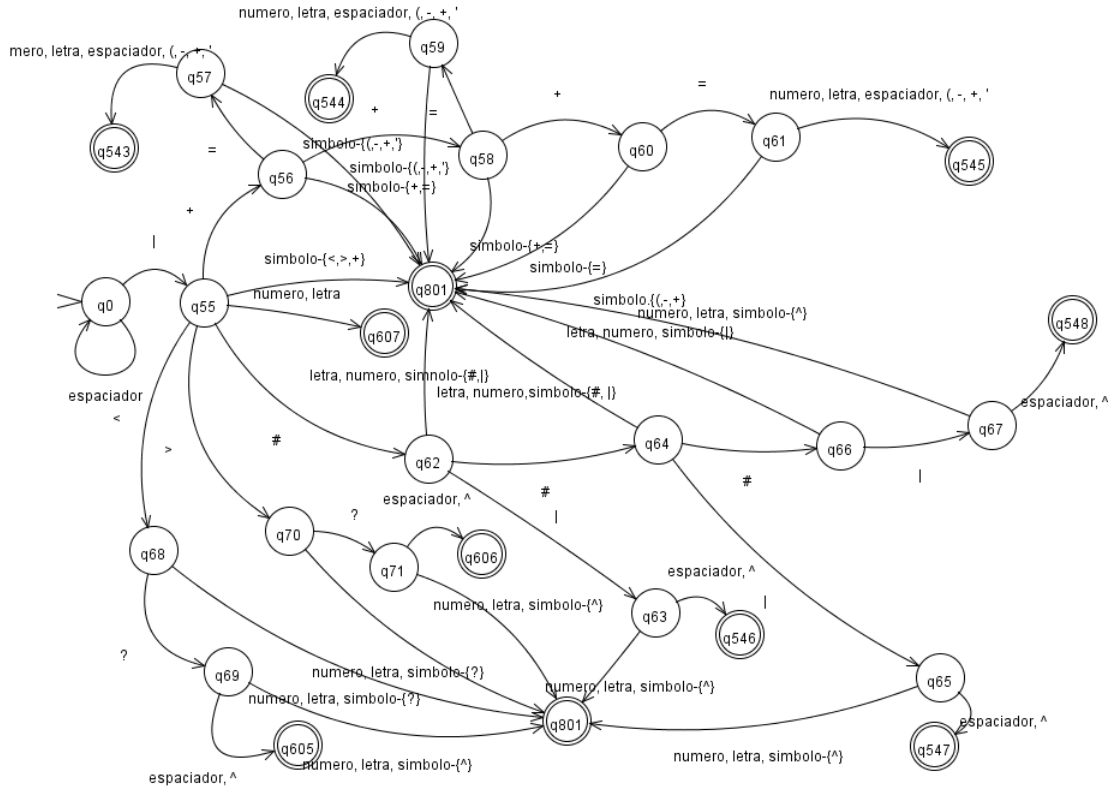 numero, letra, espaciador, (, -, +, '
q59
mero, letra, espaciador, (, -, +, '
q57
q544
=
+
=
+
numero, letra, espaciador, (, -, +, '
q543
=
q56
simbolo-{(,-,+,'}
q58
q60
q61
q545
simbolo-{(,-,+,'}
simbolo-{+,=}
+
|
simbolo-{<,>,+}
simbolo-{+,=}
simbolo-{=}
q0
q55
numero, letra
q801
simbolo.{(,-,+}
numero, letra, simbolo-{^}
letra, numero, simbolo-{|}
q607
q548
letra, numero, simnolo-{#,|}
letra, numero,simbolo-{#, |}
espaciador
espaciador, ^
<
>
#
q62
q64
q66
q67
#
#
|
espaciador, ^
|
?
q70
q71
q606
q68
espaciador, ^
numero, letra, simbolo-{^}
|
q63
q546
?
q69
numero, letra, simbolo-{?}
numero, letra, simbolo-{?}
numero, letra, simbolo-{^}
q65
q801
espaciador, ^
q605
q547
numero, letra, simbolo-{^}
numero, letra, simbolo-{^}
espaciador, ^